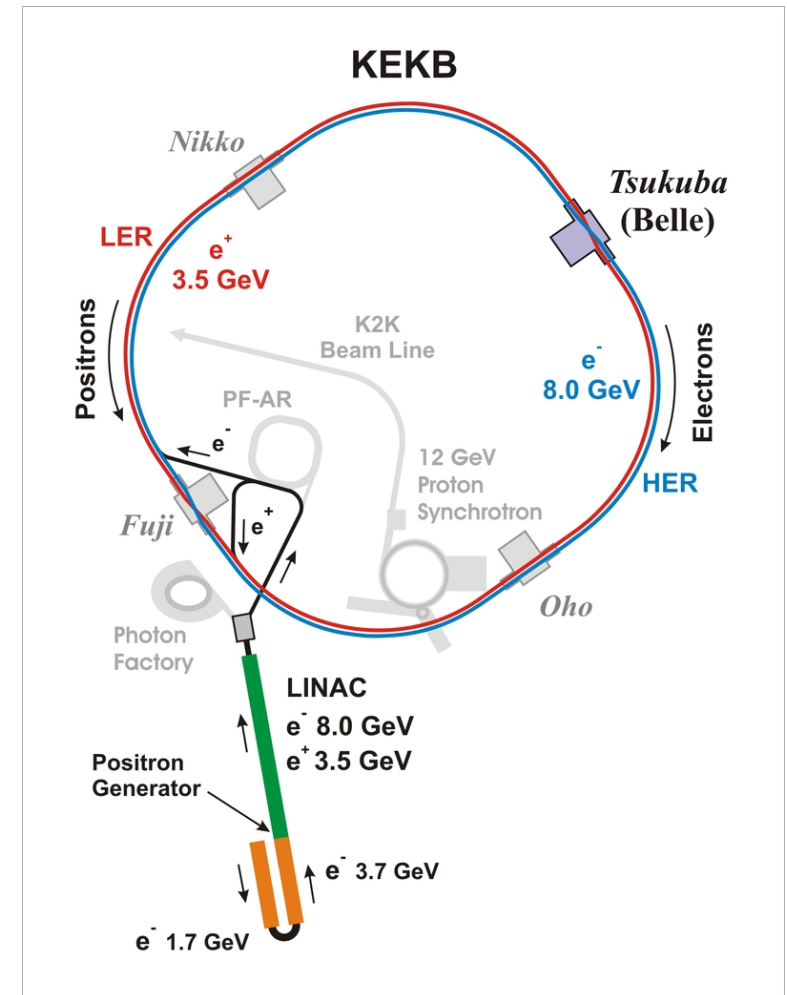 KEKB
Nikko
Tsukuba
(Belle)
LER
e+
3.5 GeV
K2K
Beam Line
Positrons
e-
8.0 GeV
Electrons
PF-AR
e-
12 GeV
Proton
Synchrotron
HER
Fuji
e+
Oho
Photon
Factory
LINAC
e- 8.0 GeV
e+ 3.5 GeV
Positron
Generator
e- 3.7 GeV
e- 1.7 GeV